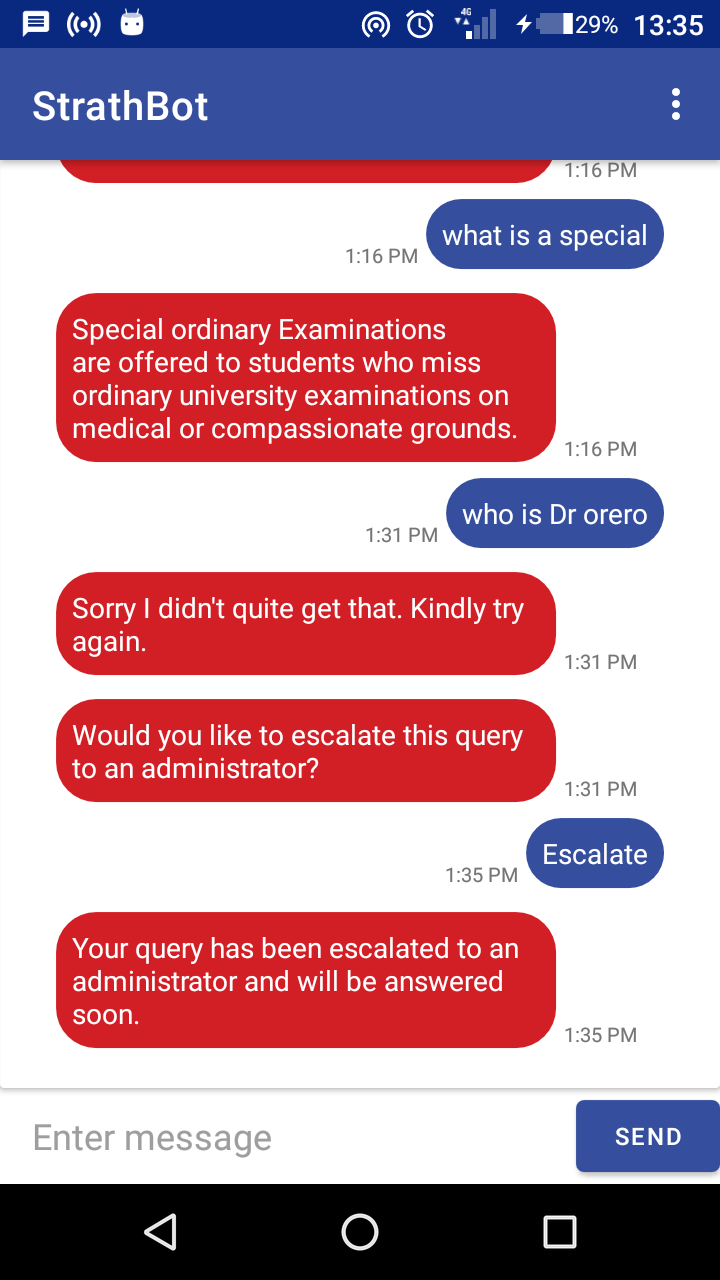 4G
29% 13:35
StrathBot
1:16 PM
what is a special
1:16 PM
Special ordinary Examinations
are offered to students who miss
ordinary university examinations on
medical or compassionate grounds.
1:16 PM
who is Dr orero
1:31 PM
Sorry I didn't quite get that. Kindly try
again.
1:31 PM
Would you like to escalate this query
to an administrator?
1:31 PM
Escalate
1:35 PM
Your query has been escalated to an
administrator and will be answered
soon.
1:35 PM
Enter message
SEND